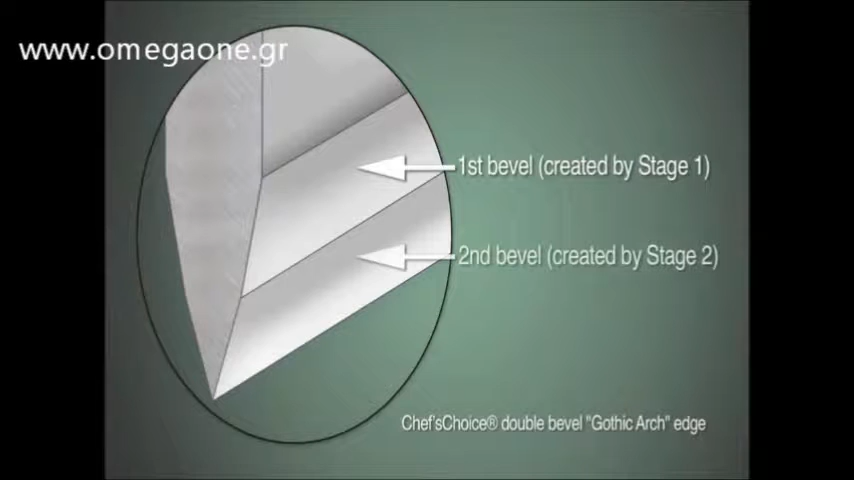 www.omegaone.gr
1st bevel (created by Stage 1)
2nd bevel (created by Stage 2)
Chef'sChoice® double bevel "Gothic Arch" edge